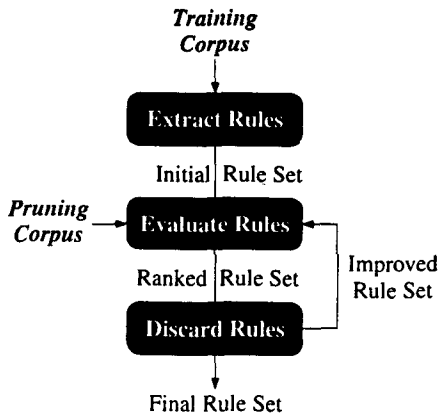 Training
Corpus
Extract Rules
Initial Rule Set
Pruning
Corpus
Evaluate Rules
Ranked Rule Set
Improved
Rule Set
Discard Rules
Final Rule Set